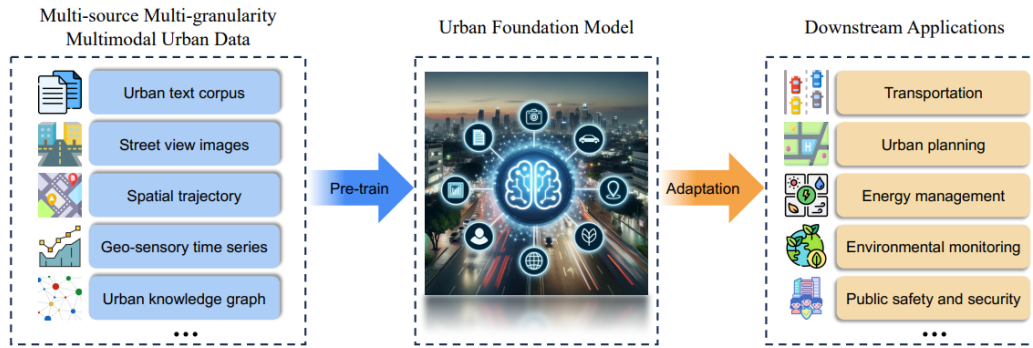 Multi-source Multi-granularity
Multimodal Urban Data
Urban text corpus
Street view images
Spatial trajectory
Geo-sensory time series
Urban knowledge graph
...
Pre-train
Urban Foundation Model
Adaptation
Downstream Applications
Transportation
Urban planning
Energy management
Environmental monitoring
Public safety and security
...